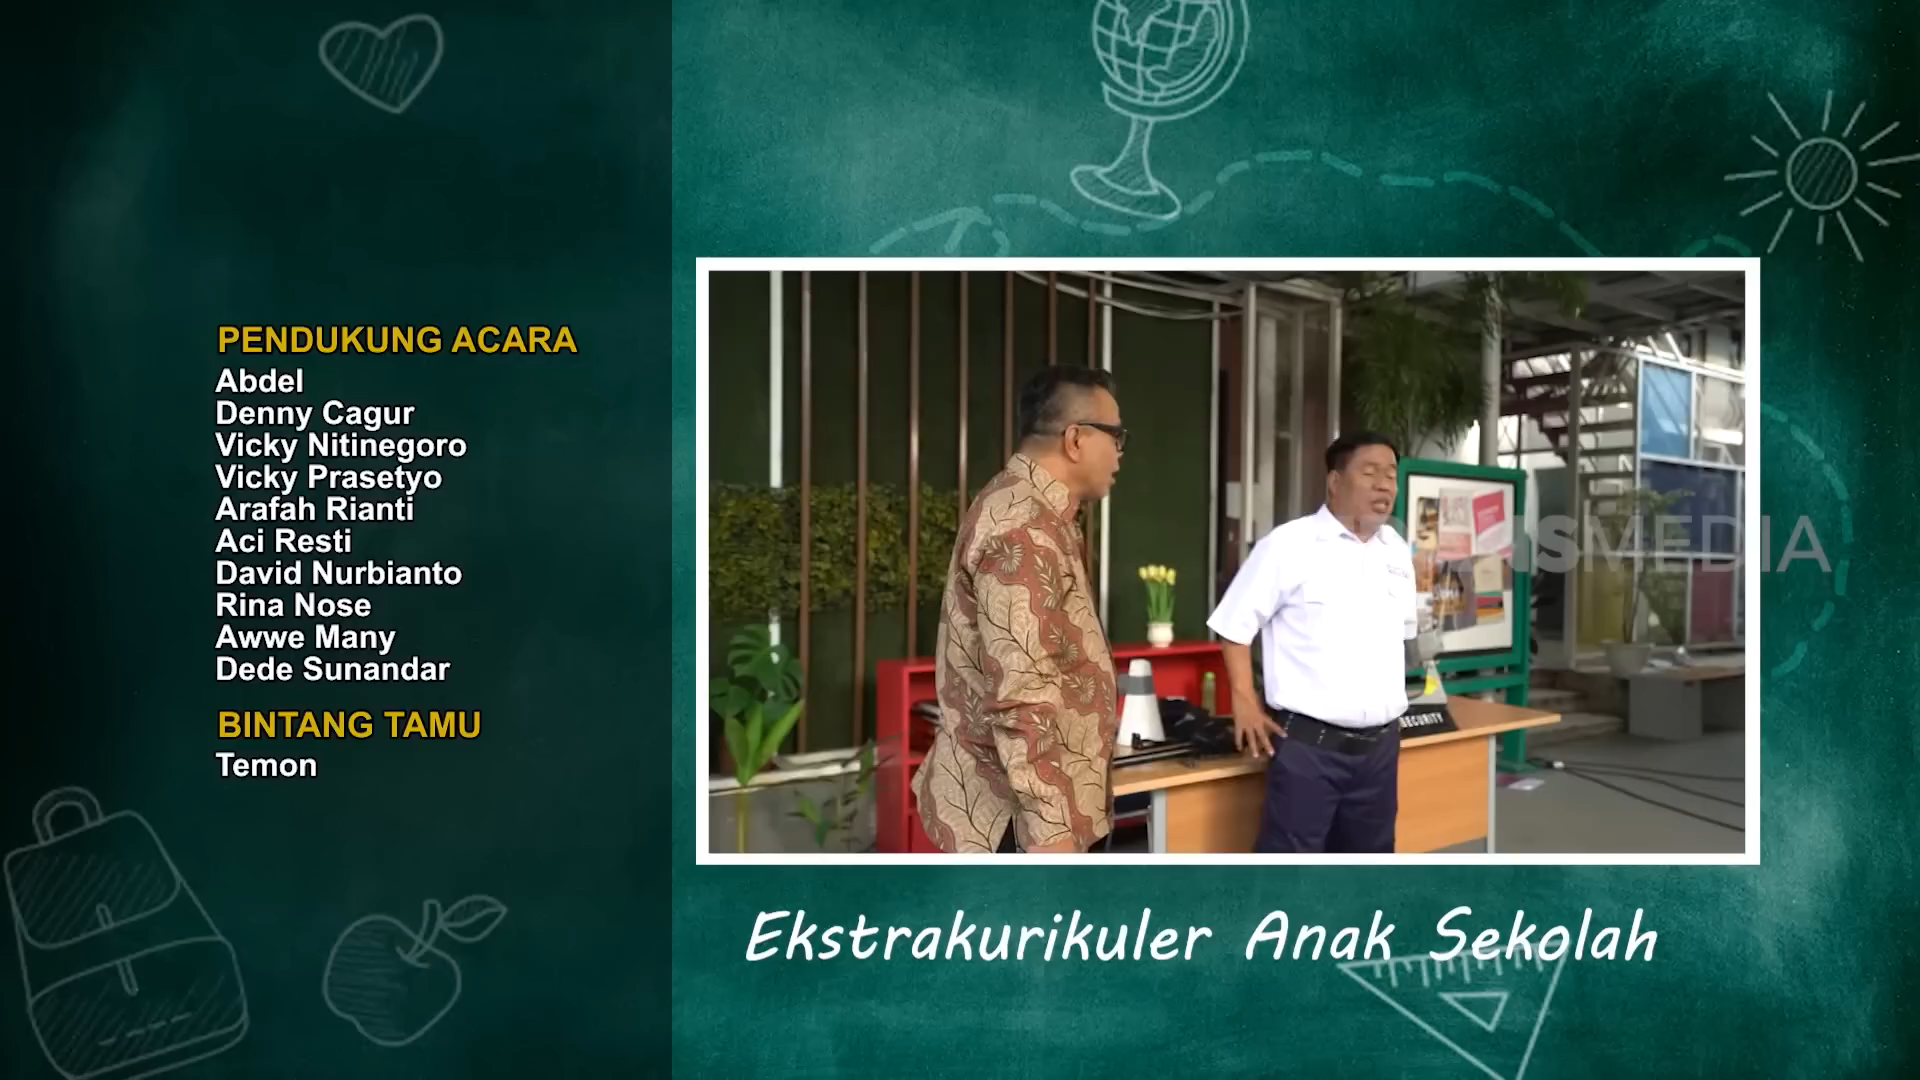 PENDUKUNG ACARA
Abdel
Denny Cagur
Vicky Nitinegoro
Vicky Prasetyo
Arafah Rianti
Aci Resti
David Nurbianto
Rina Nose
Awwe Many
Dede Sunandar
BINTANG TAMU
Temon
TRANSMEDIA
SECURITY
Ekstrakurikuler Anak Sekolah